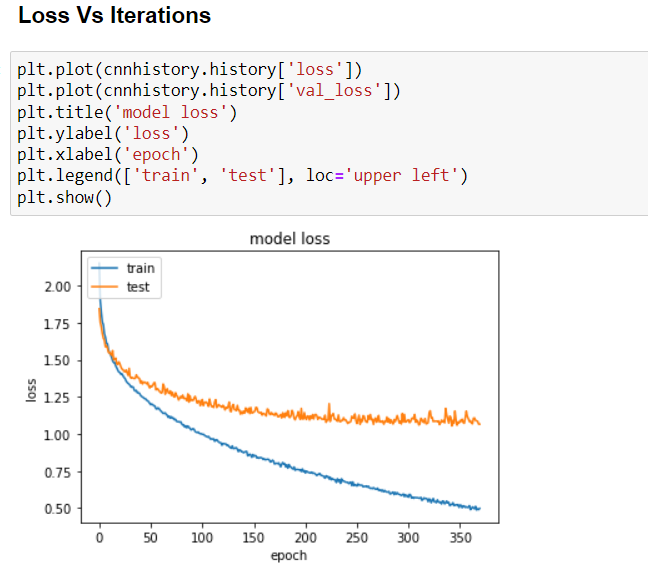 Loss Vs Iterations
plt.plot(cnnhistory.history['loss'])
plt.plot(cnnhistory.history['val_loss'])
plt.title('model loss')
plt.ylabel('loss')
plt.xlabel('epoch')
plt.legend(['train', 'test'], loc='upper left')
plt.show()
model loss
train
test
2.00
1.75
1.50
1.25
1.00
0.75
0.50
loss
0 50 100 150 200 250 300 350
epoch